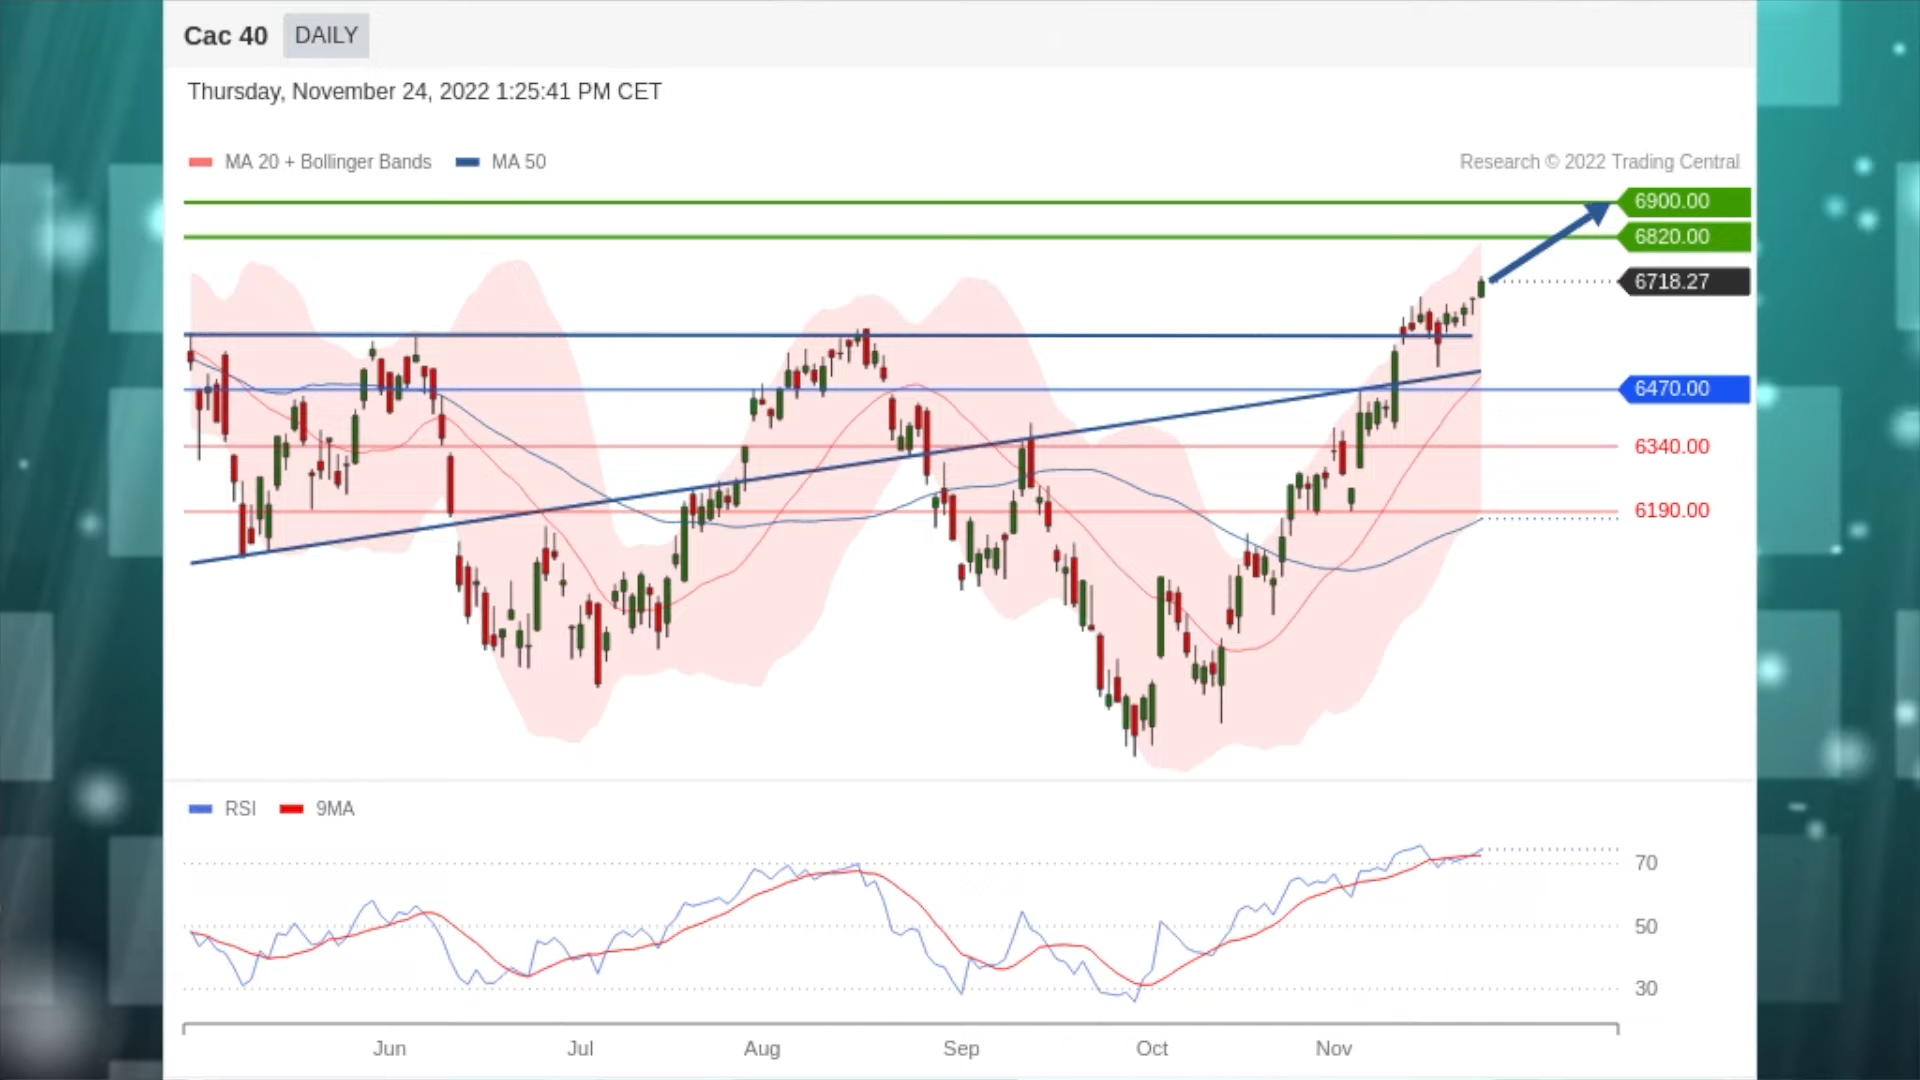 Cac 40 DAILY
Thursday, November 24, 2022 1:25:41 PM CET
MA 20 + Bollinger Bands MA 50 Research © 2022 Trading Central
6900.00
6820.00
6718.27
6470.00
6340.00
6190.00
RSI 9MA
70
50
30
Jun Jul Aug Sep Oct Nov